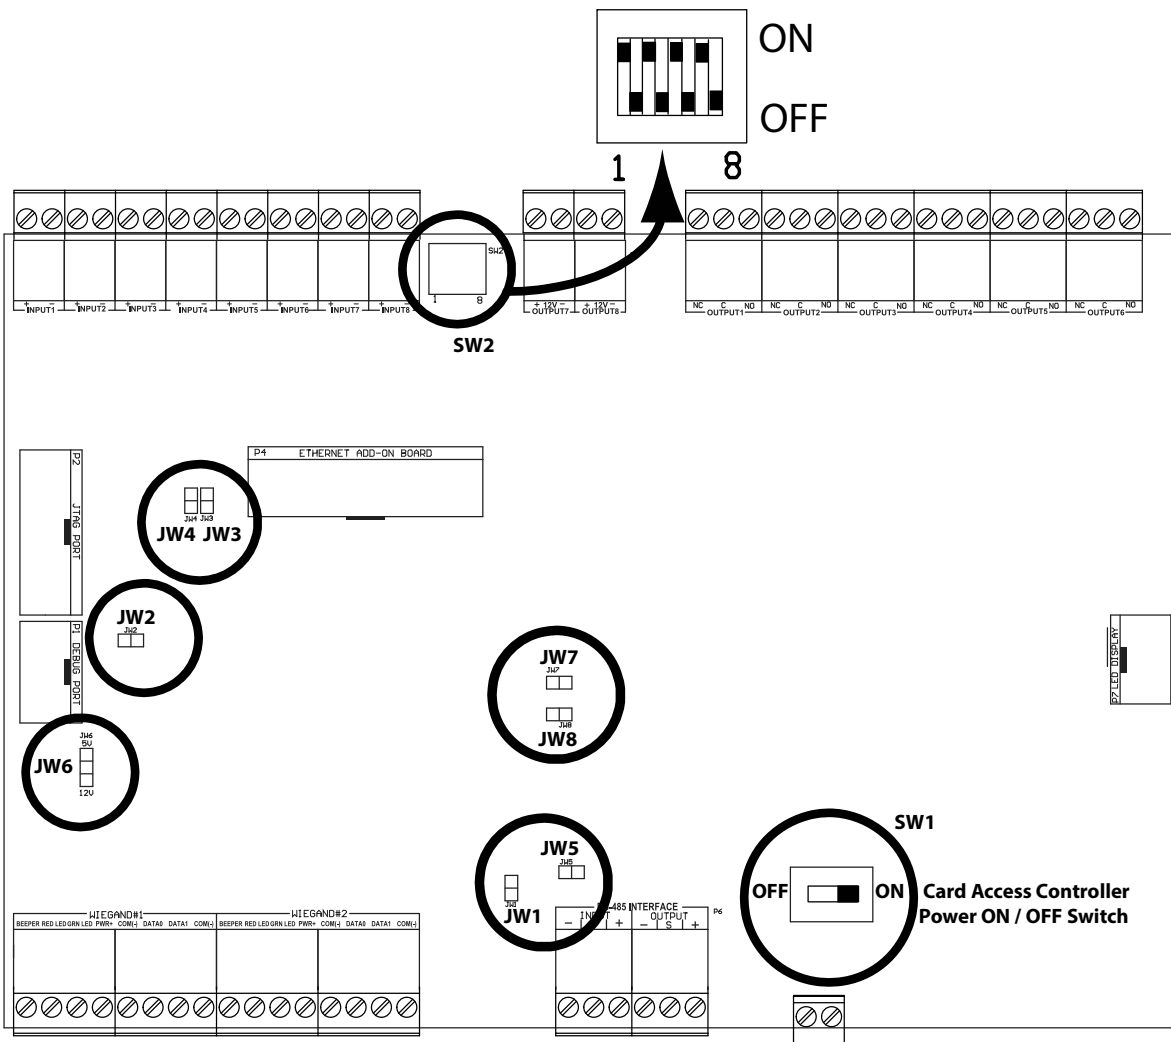 ON
OFF
1 8
SW2
1 8
+ - + - + - + - + - + - + - + -
INPUT1 INPUT2 INPUT3 INPUT4 INPUT5 INPUT6 INPUT7 INPUT8
+ 12V - + 12V -
OUTPUT7 OUTPUT8
NC C NO NC C NO NC C NO NC C NO NC C NO NC C NO
OUTPUT1 OUTPUT2 OUTPUT3 OUTPUT4 OUTPUT5 OUTPUT6
SW2
P4 ETHERNET ADD-ON BOARD
P2 JTAG PORT
JW4 JW3
JW4 JW3
JW2
JW2
P1 DEBUG PORT
JW7
JW7
JW8
JW8
P7 LED DISPLAY
JW6
5V
JW6
12V
SW1
JW5
JW5
JW1
JW1
OFF ON
Card Access Controller
Power ON / OFF Switch
WIEGAND#1 WIEGAND#2
BEEPER RED LED GRN LED PWR+ COM(-) DATA0 DATA1 COM(-) BEEPER RED LED GRN LED PWR+ COM(-) DATA0 DATA1 COM(-)
-485 INTERFACE P6
INPUT OUTPUT
- + - S +